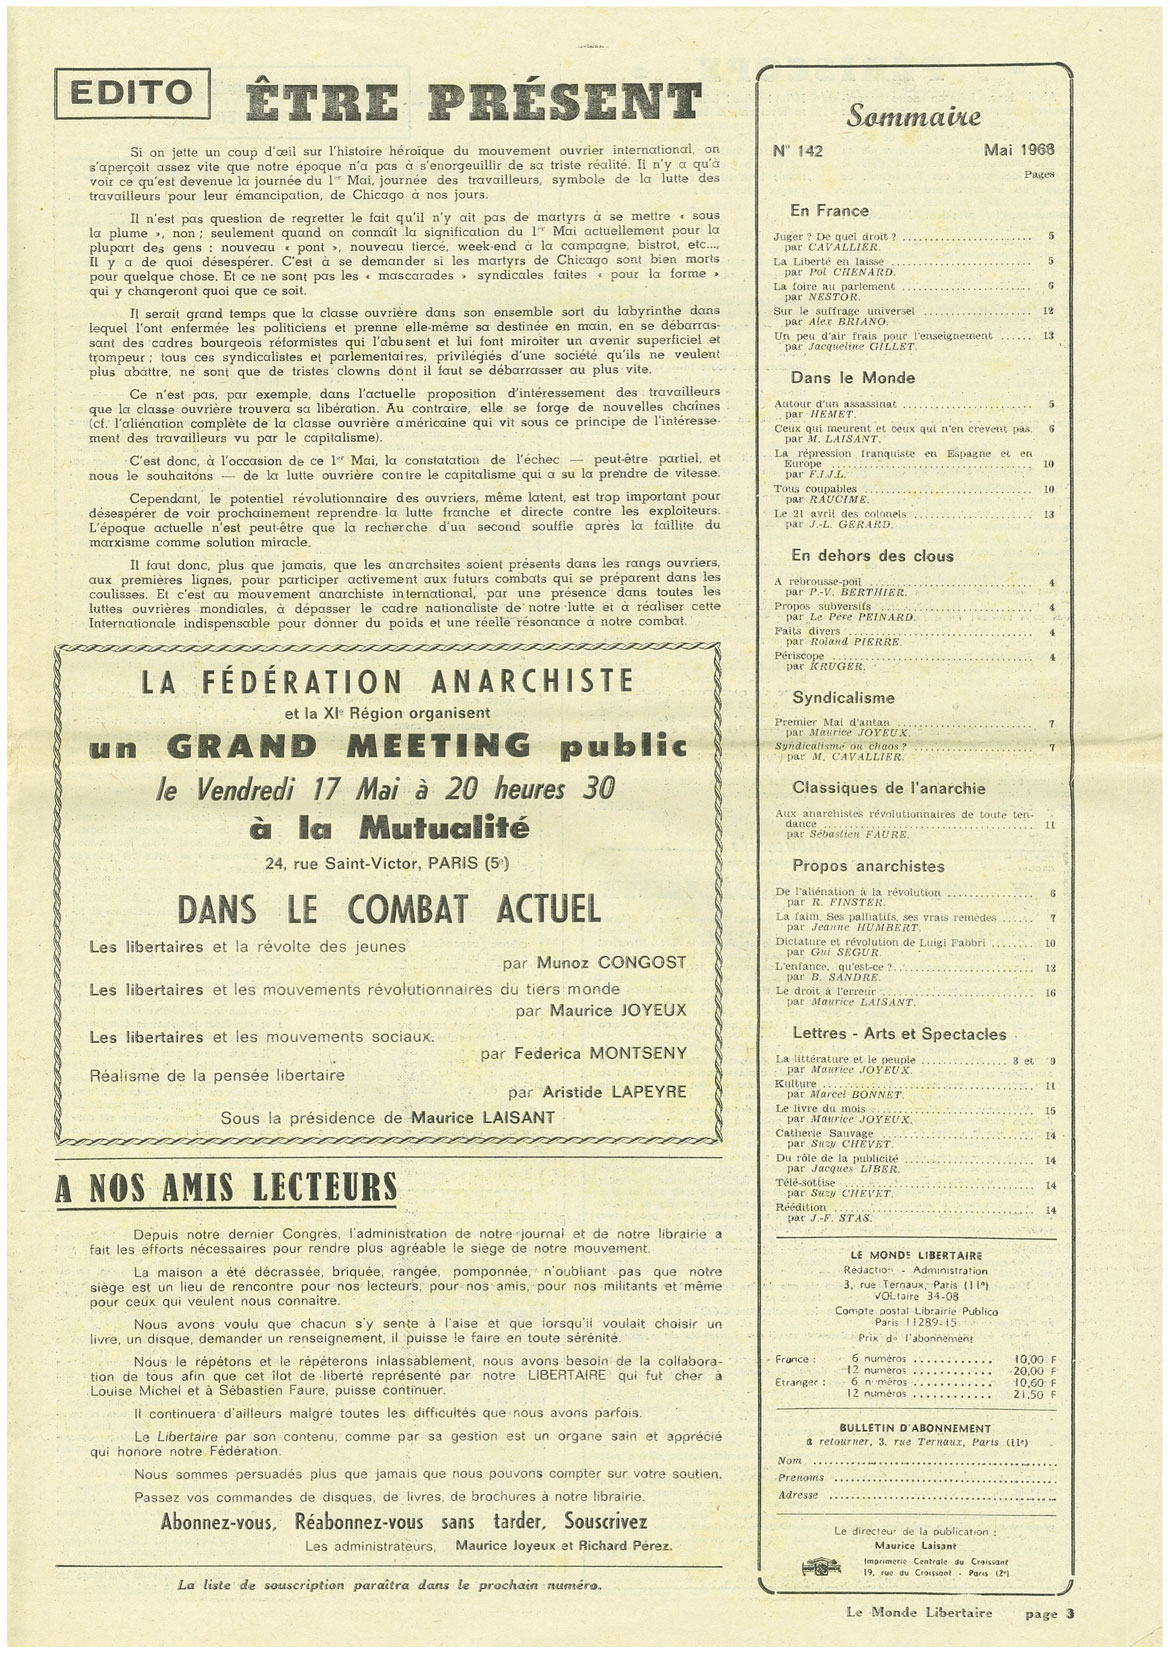 EDITO
ÊTRE PRÉSENT
Si on jette un coup d'œil sur l'histoire héroïque du mouvement ouvrier international, on
s'aperçoit assez vite que notre époque n'a pas à s'enorgeuillir de sa triste réalité. Il n'y a qu'à
voir ce qu'est devenue la journée du 1er Mai, journée des travailleurs, symbole de la lutte des
travailleurs pour leur émancipation, de Chicago à nos jours.
Il n'est pas question de regretter le fait qu'il n'y ait pas de martyrs à se mettre « sous
la plume », non ; seulement quand on connaît la signification du 1er Mai actuellement pour la
plupart des gens : nouveau « pont », nouveau tiercé, week-end à la campagne, bistrot, etc...,
Il y a de quoi désespérer. C'est à se demander si les martyrs de Chicago sont bien morts
pour quelque chose. Et ce ne sont pas les « mascarades » syndicales faites « pour la forme »
qui y changeront quoi que ce soit.
Il serait grand temps que la classe ouvrière dans son ensemble sort du labyrinthe dans
lequel l'ont enfermée les politiciens et prenne elle-même sa destinée en main, en se débarras-
sant des cadres bourgeois réformistes qui l'abusent et lui font miroiter un avenir superficiel et
trompeur ; tous ces syndicalistes et parlementaires, privilégiés d'une société qu'ils ne veulent
plus abattre, ne sont que de tristes clowns dont il faut se débarrasser au plus vite.
Ce n'est pas, par exemple, dans l'actuelle proposition d'intéressement des travailleurs
que la classe ouvrière trouvera sa libération. Au contraire, elle se forge de nouvelles chaînes
(cf. l'aliénation complète de la classe ouvrière américaine qui vit sous ce principe de l'intéresse-
ment des travailleurs vu par le capitalisme).
C'est donc, à l'occasion de ce 1er Mai, la constatation de l'échec — peut-être partiel, et
nous le souhaitons — de la lutte ouvrière contre le capitalisme qui a su la prendre de vitesse.
Cependant, le potentiel révolutionnaire des ouvriers, même latent, est trop important pour
désespérer de voir prochainement reprendre la lutte franche et directe contre les exploiteurs.
L'époque actuelle n'est peut-être que la recherche d'un second souffle après la faillite du
marxisme comme solution miracle.
Il faut donc, plus que jamais, que les anarchsites soient présents dans les rangs ouvriers,
aux premières lignes, pour participer activement aux futurs combats qui se préparent dans les
coulisses. Et c'est au mouvement anarchiste international, par une présence dans toutes les
luttes ouvrières mondiales, à dépasser le cadre nationaliste de notre lutte et à réaliser cette
Internationale indispensable pour donner du poids et une réelle résonance à notre combat.
LA FÉDÉRATION ANARCHISTE
et la XIe Région organisent
un GRAND MEETING public
le Vendredi 17 Mai à 20 heures 30
à la Mutualité
24, rue Saint-Victor, PARIS (5e)
DANS LE COMBAT ACTUEL
Les libertaires et la révolte des jeunes
par Munoz CONGOST
Les libertaires et les mouvements révolutionnaires du tiers monde
par Maurice JOYEUX
Les libertaires et les mouvements sociaux.
par Federica MONTSENY
Réalisme de la pensée libertaire
par Aristide LAPEYRE
Sous la présidence de Maurice LAISANT
A NOS AMIS LECTEURS
Depuis notre dernier Congrès, l'administration de notre journal et de notre librairie a
fait les efforts nécessaires pour rendre plus agréable le siège de notre mouvement.
La maison a été décrassée, briquée, rangée, pomponnée, n'oubliant pas que notre
siège est un lieu de rencontre pour nos lecteurs, pour nos amis, pour nos militants et même
pour ceux qui veulent nous connaître.
Nous avons voulu que chacun s'y sente à l'aise et que lorsqu'il voulait choisir un
livre, un disque, demander un renseignement, il puisse le faire en toute sérénité.
Nous le répétons et le répéterons inlassablement, nous avons besoin de la collabora-
tion de tous afin que cet îlot de liberté représenté par notre LIBERTAIRE qui fut cher à
Louise Michel et à Sébastien Faure, puisse continuer.
Il continuera d'ailleurs malgré toutes les difficultés que nous avons parfois.
Le Libertaire par son contenu, comme par sa gestion est un organe sain et apprécié
qui honore notre Fédération.
Nous sommes persuadés plus que jamais que nous pouvons compter sur votre soutien.
Passez vos commandes de disques, de livres, de brochures à notre librairie.
Abonnez-vous, Réabonnez-vous sans tarder, Souscrivez
Les administrateurs, Maurice Joyeux et Richard Pérez.
La liste de souscription paraîtra dans le prochain numéro.
Sommaire
N° 142 Mai 1968
Pages
En France
Juger ? De quel droit ? ........ 5
par CAVALLIER.
La Liberté en laisse ........ 5
par Pol CHENARD.
La foire au parlement ........ 6
par NESTOR.
Sur le suffrage universel ........ 12
par Alex BRIANO.
Un peu d'air frais pour l'enseignement ...... 13
par Jacqueline GILLET.
Dans le Monde
Autour d'un assassinat ........ 5
par HEMET.
Ceux qui meurent et ceux qui n'en crèvent pas. 6
par M. LAISANT.
La répression franquiste en Espagne et en
Europe ........ 10
par F.I.J.L.
Tous coupables ........ 10
par RAUCIME.
Le 21 avril des colonels ........ 13
par J.-L. GERARD.
En dehors des clous
A rebrousse-poil ........ 4
par P.-V. BERTHIER.
Propos subversifs ........ 4
par Le Père PEINARD.
Faits divers ........ 4
par Roland PIERRE.
Périscope ........ 4
par KRUGER.
Syndicalisme
Premier Mai d'antan ........ 7
par Maurice JOYEUX.
Syndicalisme ou chaos ? ........ 7
par M. CAVALLIER.
Classiques de l'anarchie
Aux anarchistes révolutionnaires de toute ten-
dance ........ 11
par Sébastien FAURE.
Propos anarchistes
De l'aliénation à la révolution ........ 6
par R. FINSTER.
La faim, Ses palliatifs, ses vrais remèdes ...... 7
par Jeanne HUMBERT.
Dictature et révolution de Luigi Fabbri ........ 10
par Gui SEGUR.
L'enfance, qu'est-ce ? ........ 12
par B. SANDRE.
Le droit à l'erreur ........ 16
par Maurice LAISANT.
Lettres - Arts et Spectacles
La littérature et le peuple ........ 8 et 9
par Maurice JOYEUX.
Kulture ........ 11
par Marcel BONNET.
Le livre du mois ........ 15
par Maurice JOYEUX.
Catherie Sauvage ........ 14
par Suzy CHEVET.
Du rôle de la publicité ........ 14
par Jacques LIBER.
Télé-sottise ........ 14
par Suzy CHEVET.
Réédition ........ 14
par J.-F. STAS.
LE MONDE LIBERTAIRE
Rédaction - Administration
3, rue Ternaux, Paris (11e)
VOLtaire 34-08
Compte postal Librairie Publico
Paris 11289-15
Prix de l'abonnement
France : 6 numéros ........ 10,00 F
12 numéros ........ 20,00 F
Etranger : 6 numéros ........ 10,60 F
12 numéros ........ 21,50 F
BULLETIN D'ABONNEMENT
à retourner, 3, rue Ternaux, Paris (11e)
Nom ........
Prénoms ........
Adresse ........
Le directeur de la publication :
Maurice Laisant
Imprimerie Centrale du Croissant
19, rue du Croissant - Paris (2e)
Le Monde Libertaire page 3